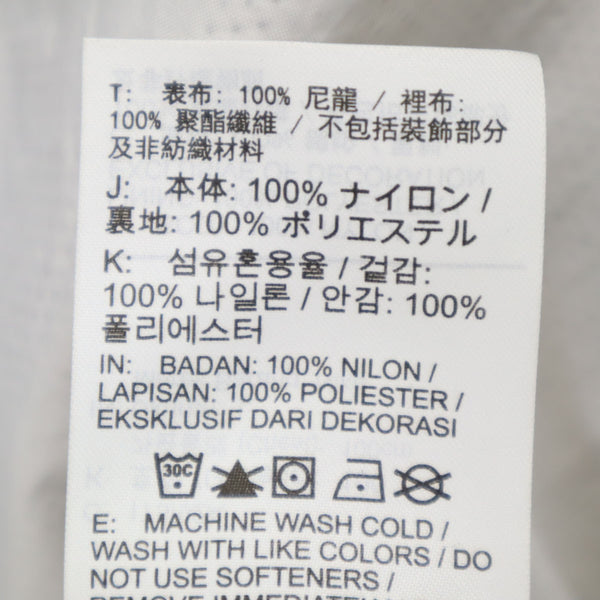 T: 表布: 100% 尼龍 / 裡布:
100% 聚酯纖維 / 不包括裝飾部分
及非紡織材料
J: 本体: 100% ナイロン /
裏地: 100% ポリエステル
K: 섬유혼용율 / 겉감:
100% 나일론 / 안감: 100%
폴리에스터
IN: BADAN: 100% NILON /
LAPISAN: 100% POLIESTER /
EKSKLUSIF DARI DEKORASI
30C
E: MACHINE WASH COLD /
WASH WITH LIKE COLORS / DO
NOT USE SOFTENERS /
REMOVE IMMEDIATELY